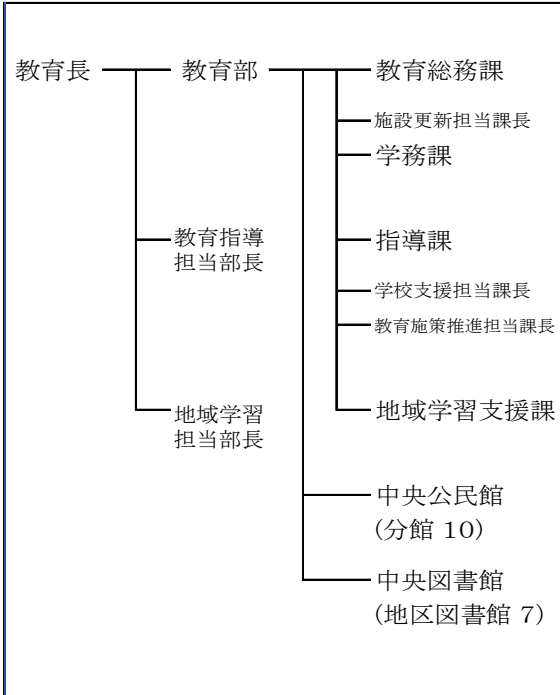 教育長
教育部
教育総務課
施設更新担当課長
学務課
教育指導
担当部長
指導課
学校支援担当課長
教育施策推進担当課長
地域学習
担当部長
地域学習支援課
中央公民館
(分館 10)
中央図書館
(地区図書館 7)